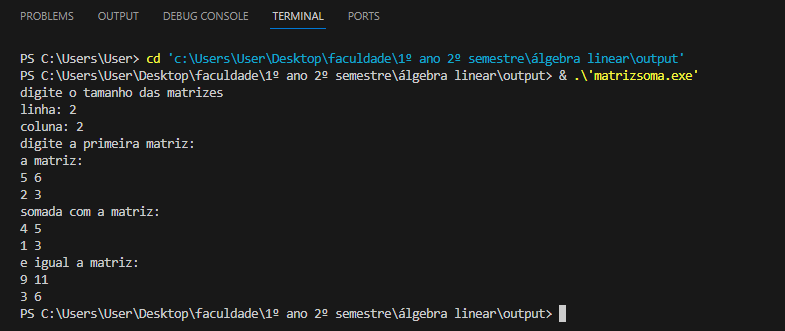 PROBLEMS OUTPUT DEBUG CONSOLE TERMINAL PORTS
PS C:\Users\User> cd 'c:\Users\User\Desktop\faculdade\1º ano 2º semestre\álgebra linear\output'
PS C:\Users\User\Desktop\faculdade\1º ano 2º semestre\álgebra linear\output> & .\'matrizsoma.exe'
digite o tamanho das matrizes
linha: 2
coluna: 2
digite a primeira matriz:
a matriz:
5 6
2 3
somada com a matriz:
4 5
1 3
e igual a matriz:
9 11
3 6
PS C:\Users\User\Desktop\faculdade\1º ano 2º semestre\álgebra linear\output>